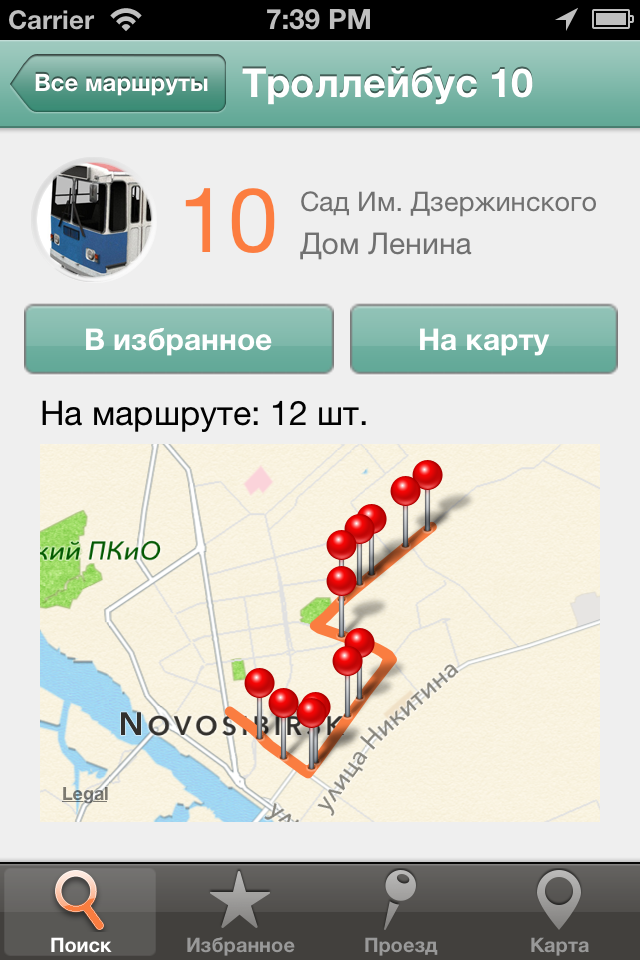 Carrier 7:39 PM
Все маршруты Троллейбус 10
10
Сад Им. Дзержинского
Дом Ленина
В избранное На карту
На маршруте: 12 шт.
кий ПКиО
NOVOSIBIRSK
улица Никитина
ул
Legal
Поиск Избранное Проезд Карта